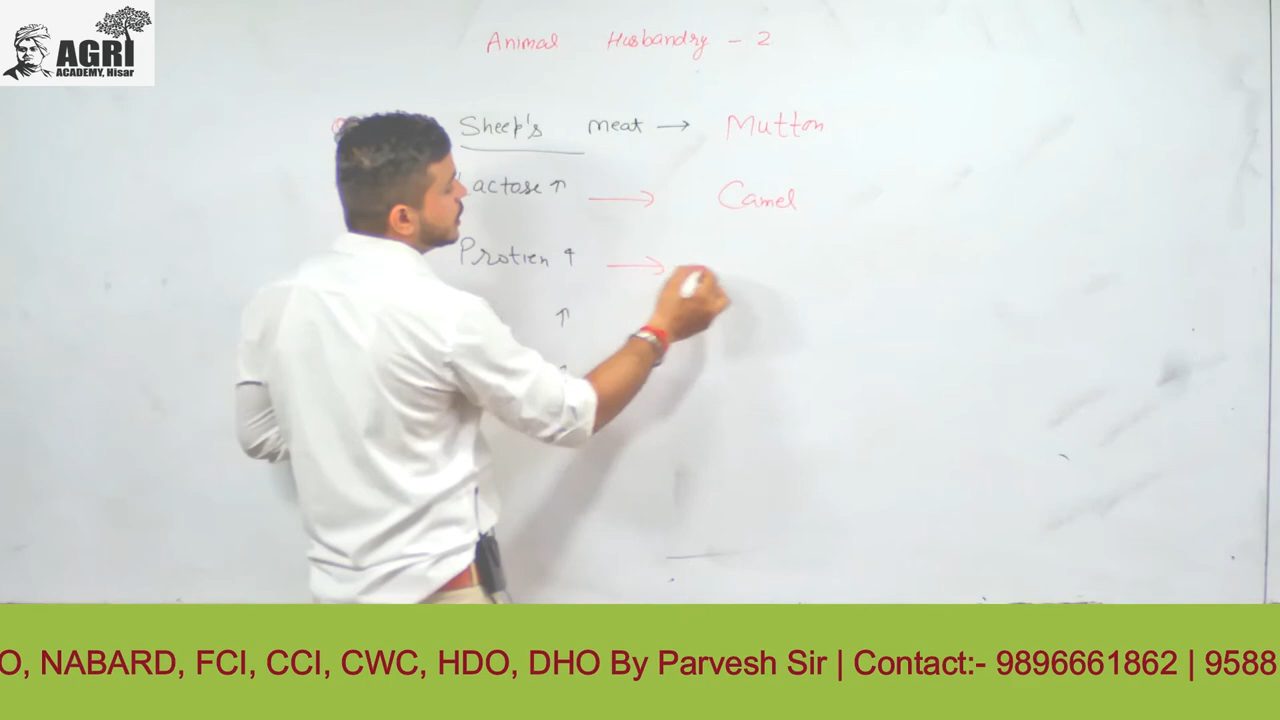 AGRI
ACADEMY, Hisar
Animal Husbandry - 2
Sheep's meat → Mutton
actose ↑ → Camel
Protien ↑ →
↑
O, NABARD, FCI, CCI, CWC, HDO, DHO By Parvesh Sir | Contact:- 9896661862 | 9588